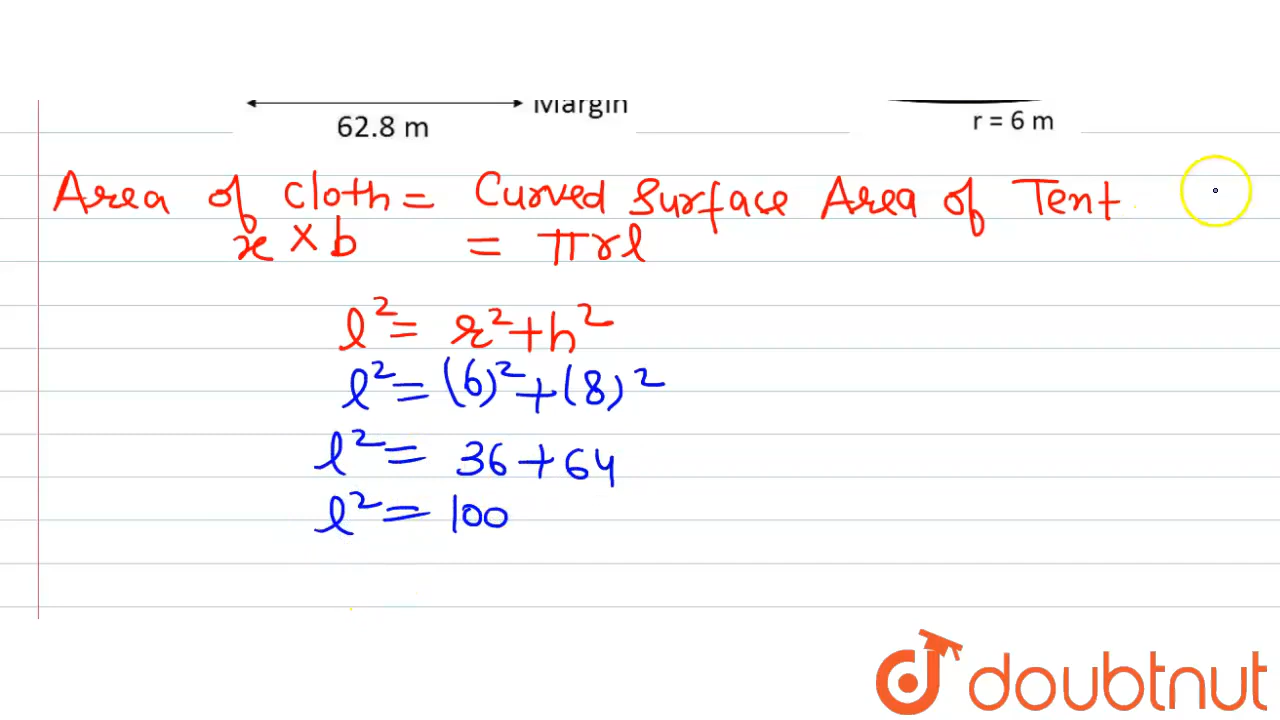 Margin
62.8 m
r = 6 m
Area of Cloth = Curved Surface Area of Tent
x × b = πrl
l² = r² + h²
l² = (6)² + (8)²
l² = 36 + 64
l² = 100
doubtnut